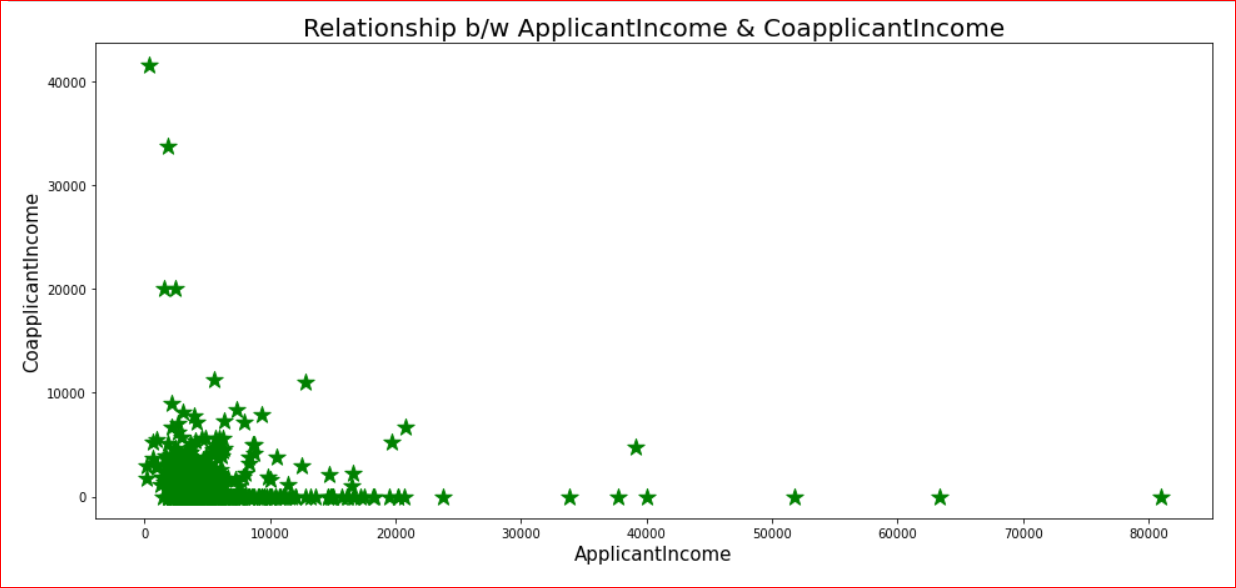 Relationship b/w ApplicantIncome & CoapplicantIncome
40000
30000
20000
10000
0
CoapplicantIncome
0 10000 20000 30000 40000 50000 60000 70000 80000
ApplicantIncome